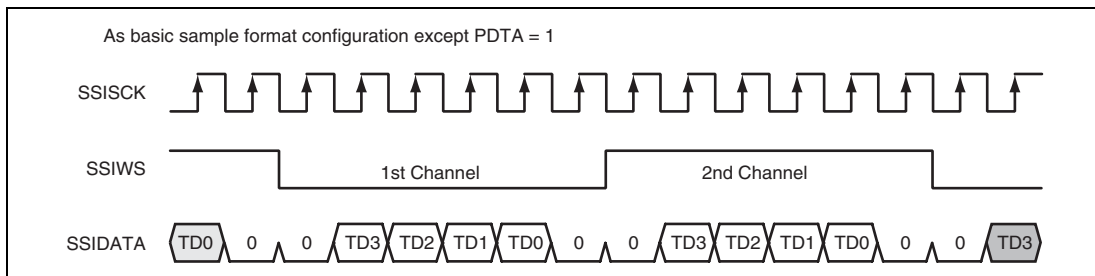 As basic sample format configuration except PDTA = 1
SSISCK
SSIWS 1st Channel 2nd Channel
SSIDATA TD0 0 0 TD3 TD2 TD1 TD0 0 0 TD3 TD2 TD1 TD0 0 0 TD3